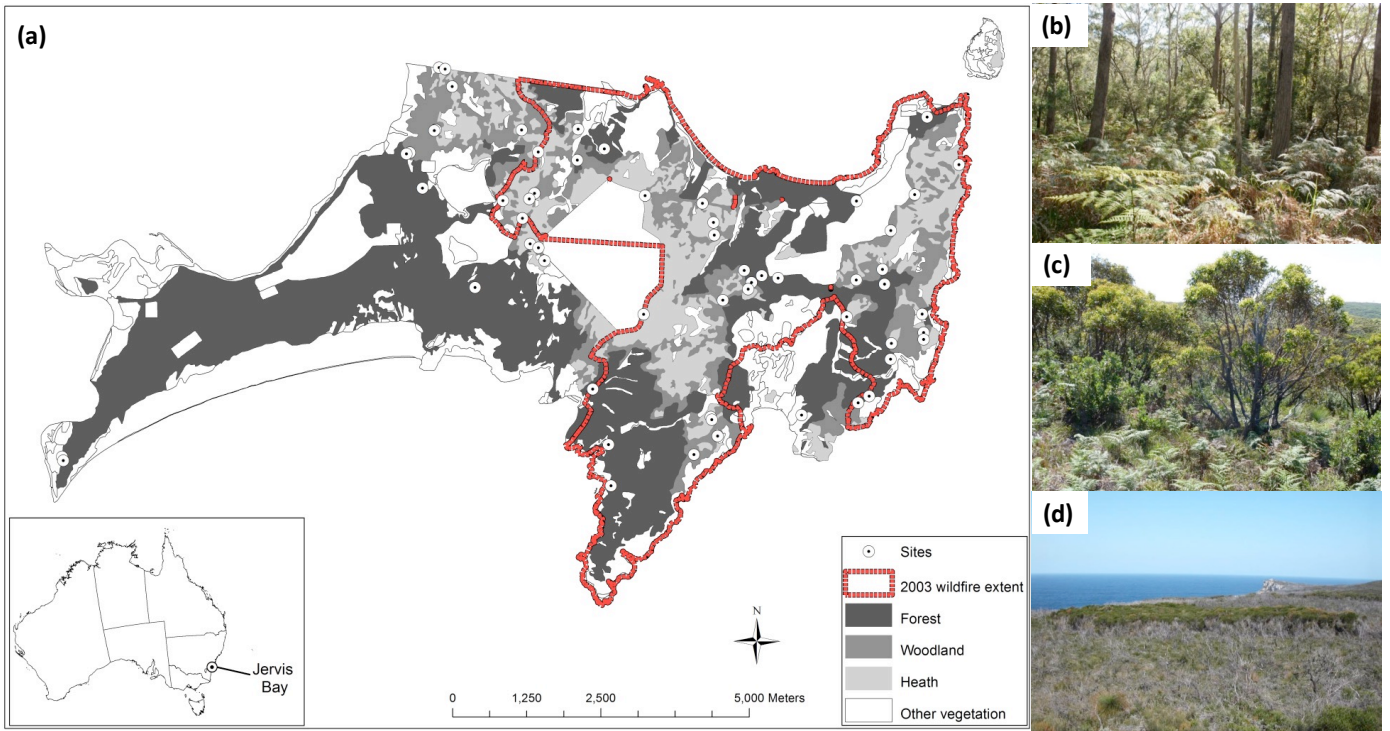 (a)
Jervis
Bay
N
0 1,250 2,500 5,000 Meters
Sites
2003 wildfire extent
Forest
Woodland
Heath
Other vegetation
(b)
(c)
(d)